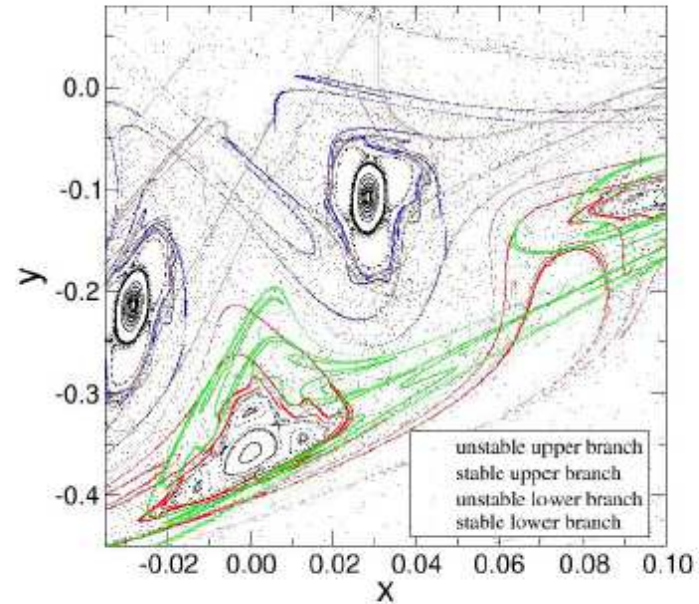 0.0
-0.1
-0.2
y
-0.3
-0.4
unstable upper branch
stable upper branch
unstable lower branch
stable lower branch
-0.02 0.00 0.02 0.04 0.06 0.08 0.10
x